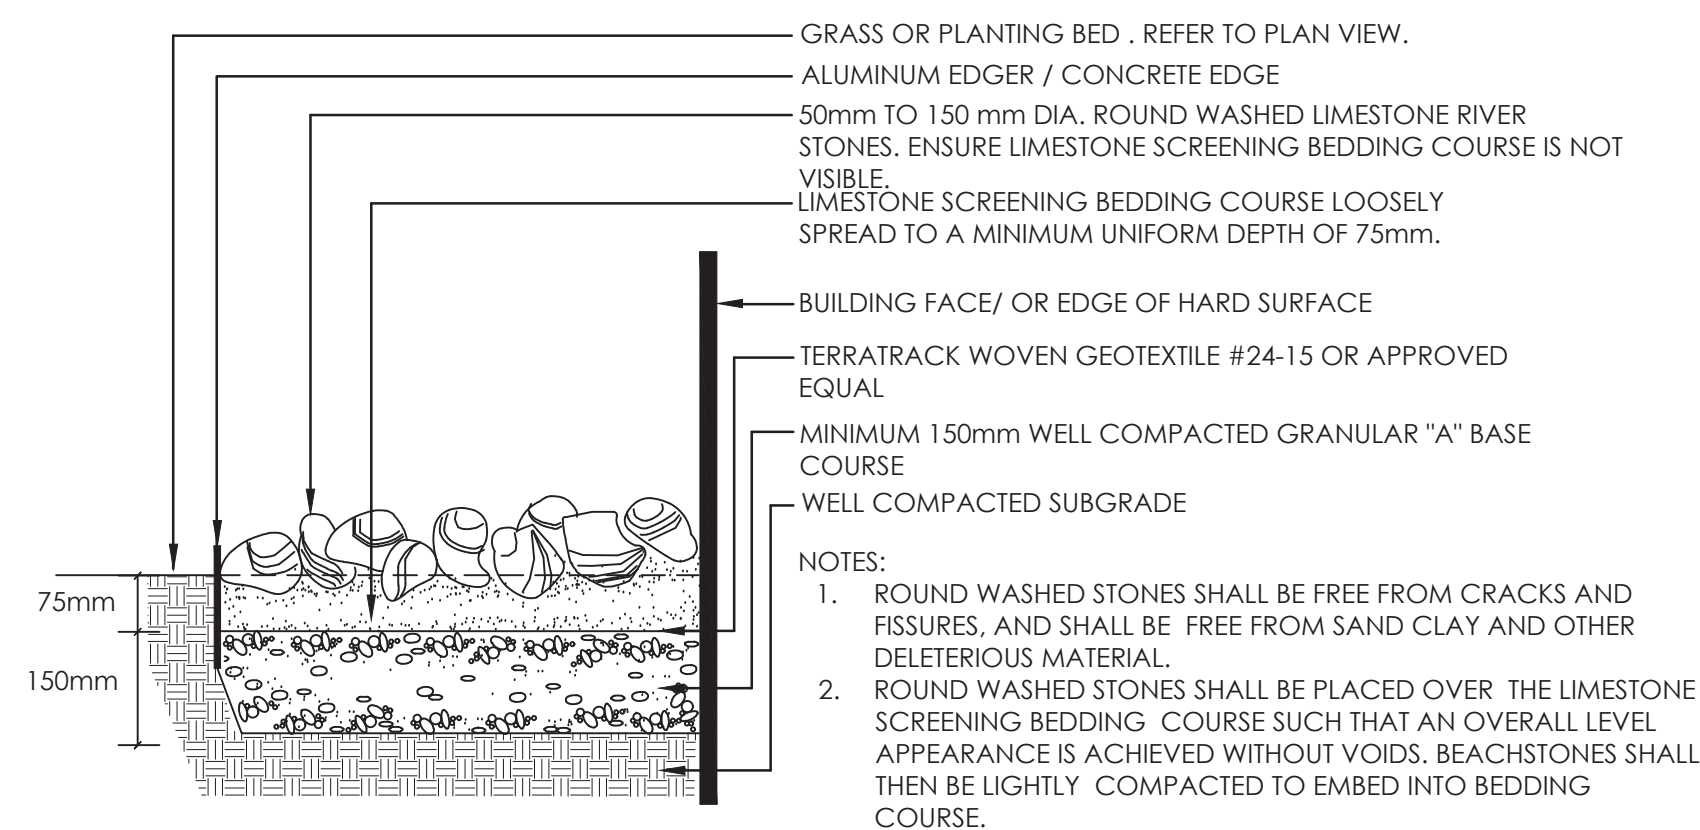 GRASS OR PLANTING BED . REFER TO PLAN VIEW.
ALUMINUM EDGER / CONCRETE EDGE
50mm TO 150 mm DIA. ROUND WASHED LIMESTONE RIVER
STONES. ENSURE LIMESTONE SCREENING BEDDING COURSE IS NOT
VISIBLE.
LIMESTONE SCREENING BEDDING COURSE LOOSELY
SPREAD TO A MINIMUM UNIFORM DEPTH OF 75mm.
BUILDING FACE/ OR EDGE OF HARD SURFACE
TERRATRACK WOVEN GEOTEXTILE #24-15 OR APPROVED
EQUAL
MINIMUM 150mm WELL COMPACTED GRANULAR "A" BASE
COURSE
WELL COMPACTED SUBGRADE
75mm
150mm
NOTES:
1. ROUND WASHED STONES SHALL BE FREE FROM CRACKS AND
FISSURES, AND SHALL BE FREE FROM SAND CLAY AND OTHER
DELETERIOUS MATERIAL.
2. ROUND WASHED STONES SHALL BE PLACED OVER THE LIMESTONE
SCREENING BEDDING COURSE SUCH THAT AN OVERALL LEVEL
APPEARANCE IS ACHIEVED WITHOUT VOIDS. BEACHSTONES SHALL
THEN BE LIGHTLY COMPACTED TO EMBED INTO BEDDING
COURSE.